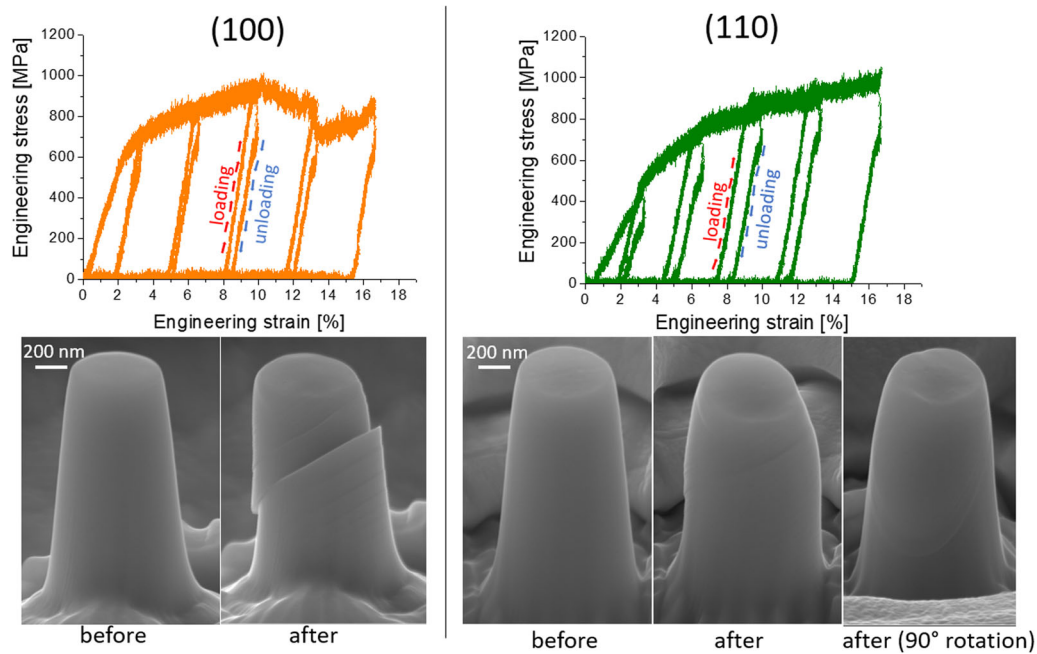 (100)
Engineering stress [MPa]
1200
1000
800
600
400
200
0
loading
unloading
0 2 4 6 8 10 12 14 16 18
Engineering strain [%]
200 nm
before
after
(110)
Engineering stress [MPa]
1200
1000
800
600
400
200
0
loading
unloading
0 2 4 6 8 10 12 14 16 18
Engineering strain [%]
200 nm
before
after
after (90° rotation)